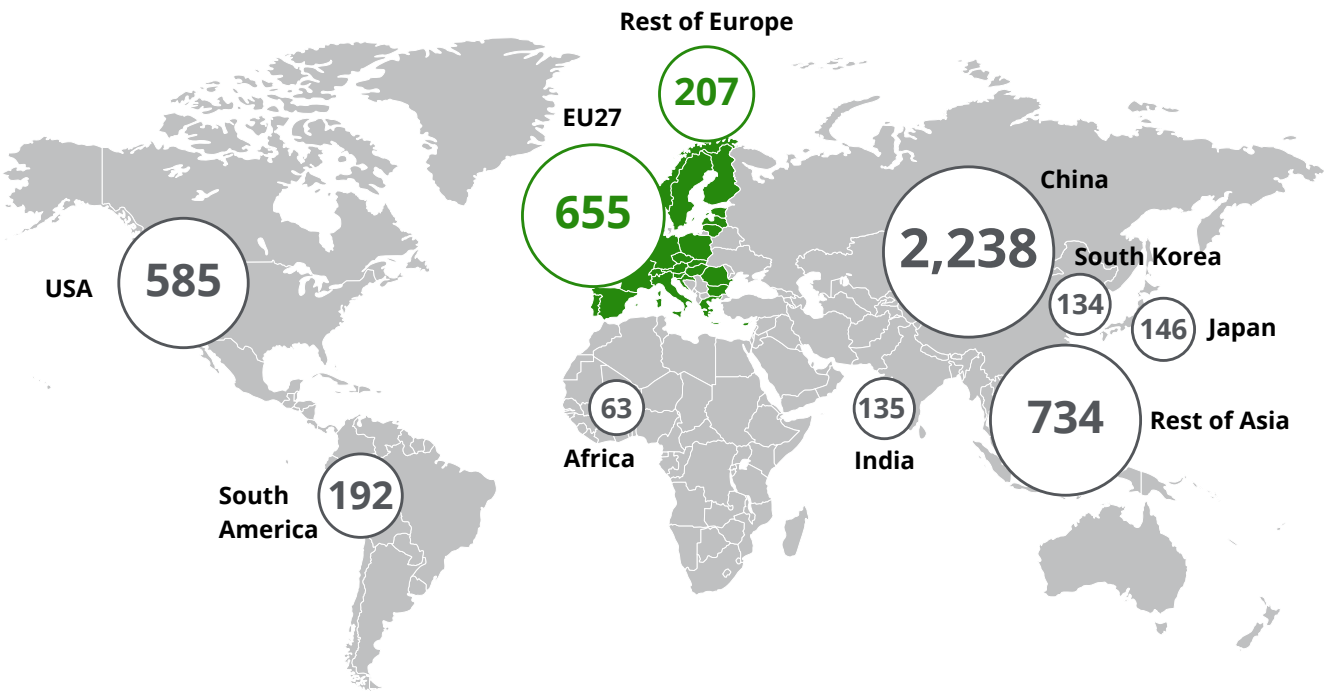 Rest of Europe
207
EU27
655
China
2,238
South Korea
134
USA
585
146
Japan
63
Africa
135
India
734
Rest of Asia
South
America
192